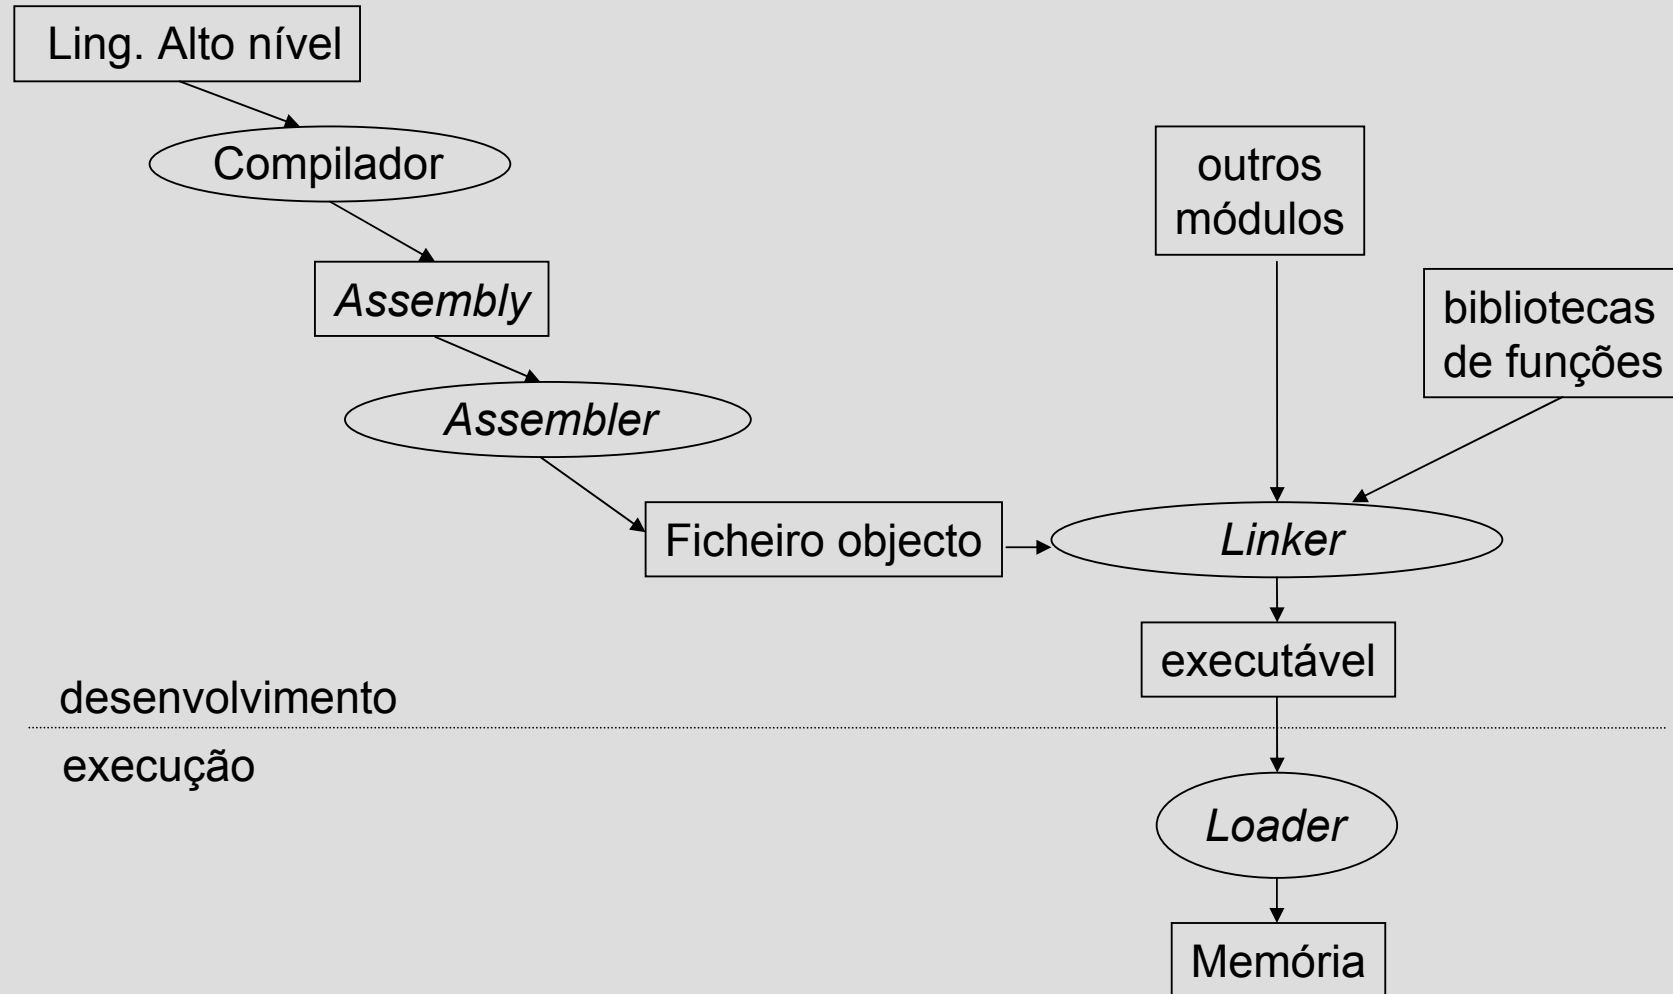 Ling. Alto nível
Compilador
Assembly
Assembler
Ficheiro objecto
outros
módulos
bibliotecas
de funções
Linker
executável
desenvolvimento
execução
Loader
Memória